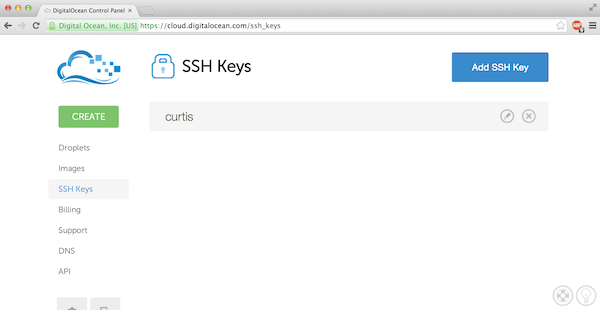 DigitalOcean Control Panel
Digital Ocean, Inc. [US] https://cloud.digitalocean.com/ssh_keys
SSH Keys
Add SSH Key
CREATE
curtis
Droplets
Images
SSH Keys
Billing
Support
DNS
API